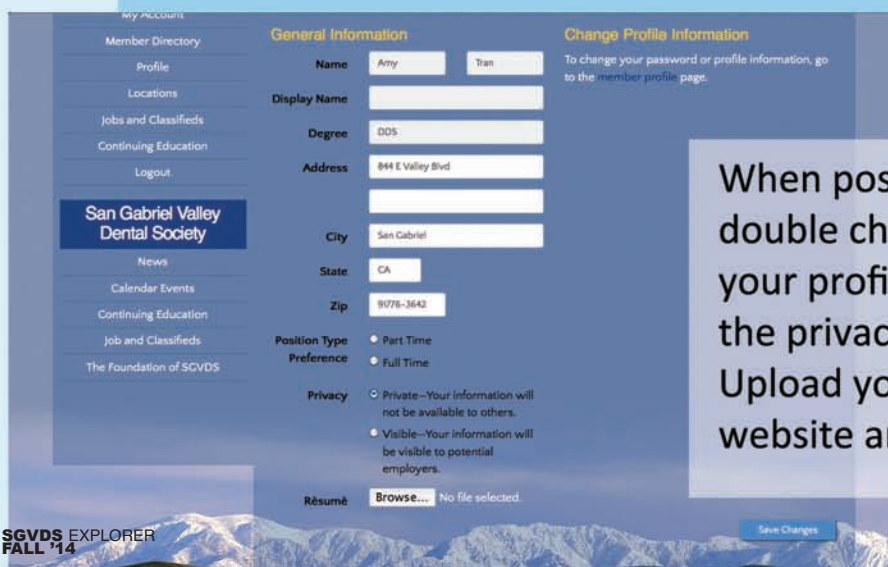 My Account
Member Directory
Profile
Locations
Jobs and Classifieds
Continuing Education
Logout
San Gabriel Valley
Dental Society
News
Calendar Events
Continuing Education
Job and Classifieds
The Foundation of SGVDS
General Information
Name Amy Tran
Display Name
Degree DDS
Address 844 E Valley Blvd
City San Gabriel
State CA
Zip 91776-3642
Position Type
Preference
Part Time
Full Time
Privacy
Private—Your information will
not be available to others.
Visible—Your information will
be visible to potential
employers.
Rèsumè Browse... No file selected.
Change Profile Information
To change your password or profile information, go
to the member profile page.
Save Changes
When pos
double ch
your profi
the privac
Upload yo
website a
SGVDS EXPLORER
FALL '14